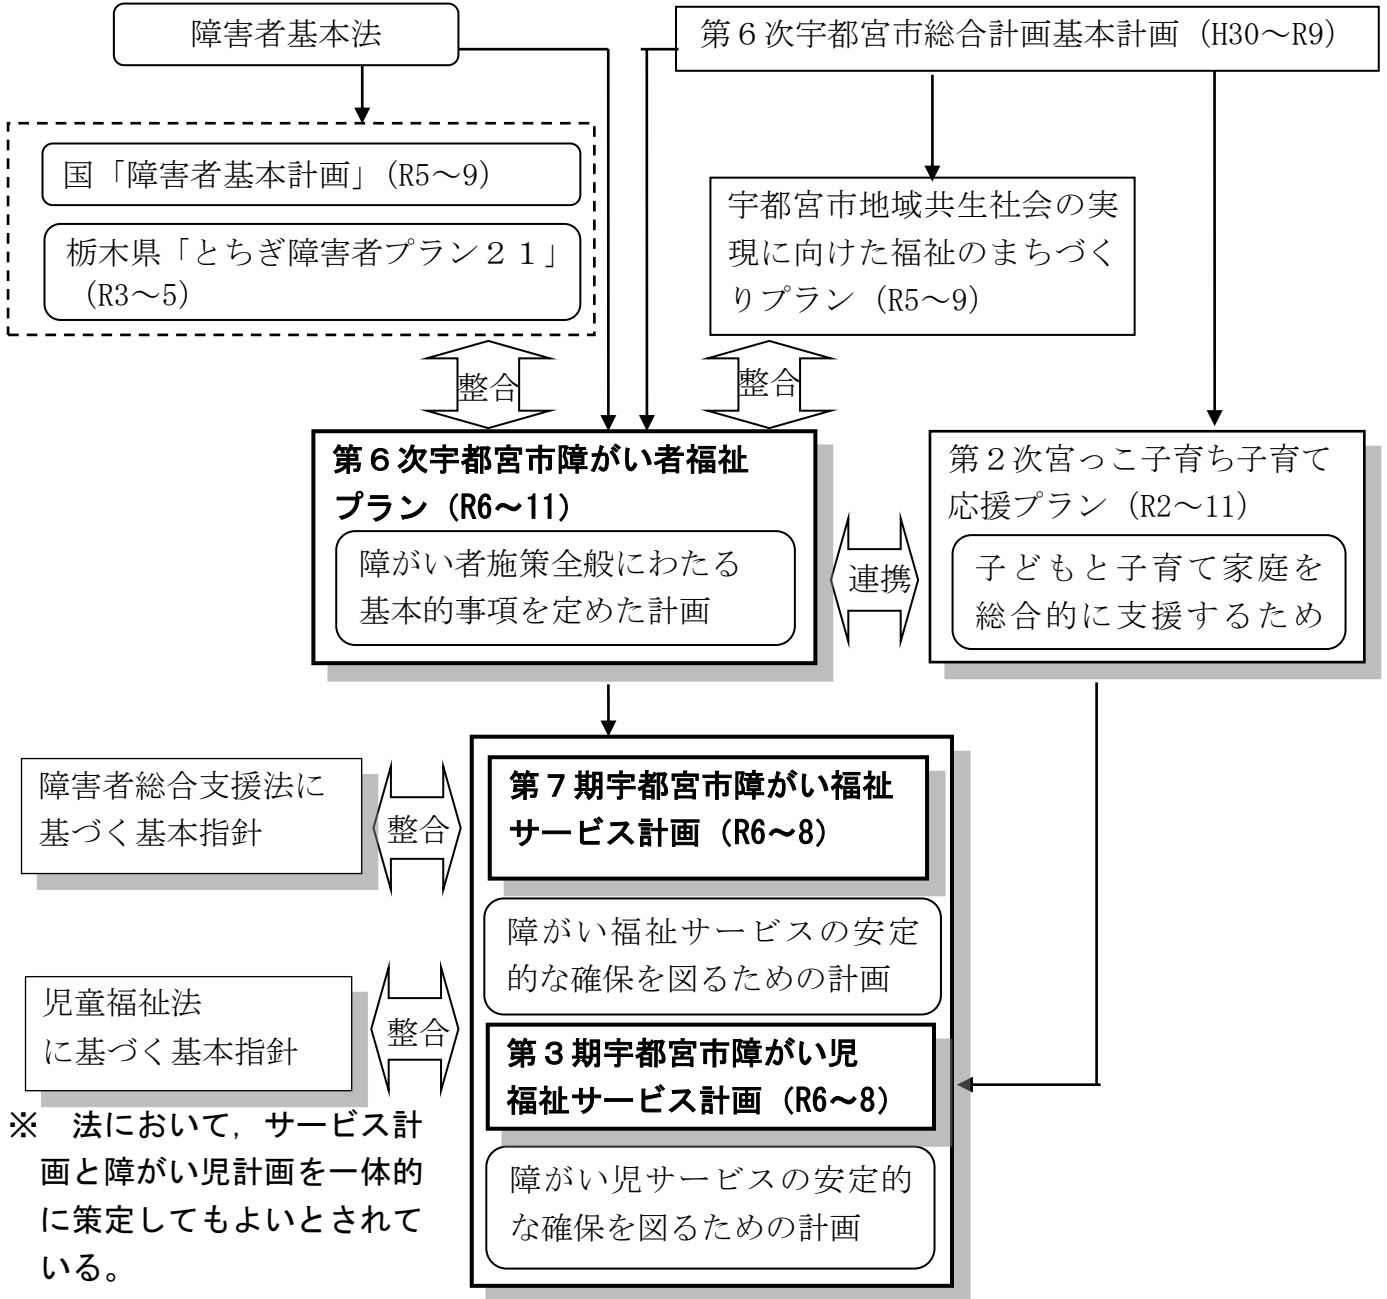 障害者基本法
第６次宇都宮市総合計画基本計画（H30～R9）
国「障害者基本計画」(R5～9)
栃木県「とちぎ障害者プラン２１」
（R3～5）
宇都宮市地域共生社会の実
現に向けた福祉のまちづく
りプラン（R5～9）
整合
整合
第６次宇都宮市障がい者福祉
プラン（R6～11）
障がい者施策全般にわたる
基本的事項を定めた計画
連携
第２次宮っこ子育ち子育て
応援プラン（R2～11）
子どもと子育て家庭を
総合的に支援するため
障害者総合支援法に
基づく基本指針
整合
第７期宇都宮市障がい福祉
サービス計画（R6～8）
障がい福祉サービスの安定
的な確保を図るための計画
児童福祉法
に基づく基本指針
整合
第３期宇都宮市障がい児
福祉サービス計画（R6～8）
障がい児サービスの安定的
な確保を図るための計画
※　法において，サービス計
画と障がい児計画を一体的
に策定してもよいとされて
いる。